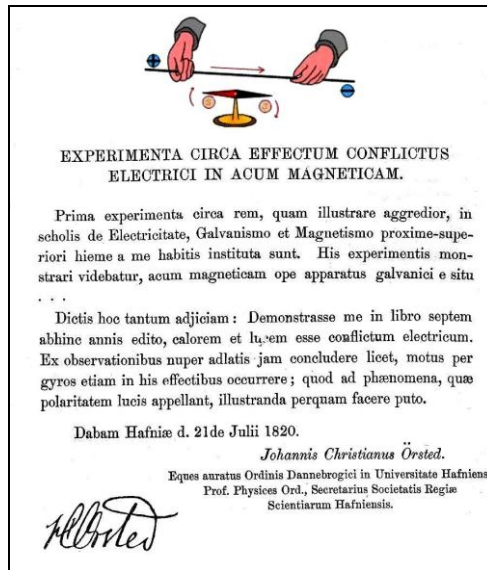 EXPERIMENTA CIRCA EFFECTUM CONFLICTUS
ELECTRICI IN ACUM MAGNETICAM.
Prima experimenta circa rem, quam illustrare aggredior, in
scholis de Electricitate, Galvanismo et Magnetismo proxime-supe-
riori hieme a me habitis instituta sunt. His experimentis mon-
strari videbatur, acum magneticam ope apparatus galvanici e situ
. . .
Dictis hoc tantum adjiciam: Demonstrasse me in libro septem
abhinc annis edito, calorem et lucem esse conflictum electricum.
Ex observationibus nuper adlatis jam concludere licet, motus per
gyros etiam in his effectibus occurrere; quod ad phænomena, quæ
polaritatem lucis appellant, illustranda perquam facere puto.
Dabam Hafniæ d. 21de Julii 1820.
Johannis Christianus Örsted.
Eques auratus Ordinis Dannebrogici in Universitate Hafniens
Prof. Physices Ord., Secretarius Societatis Regiæ
Scientiarum Hafniensis.
HCØrsted